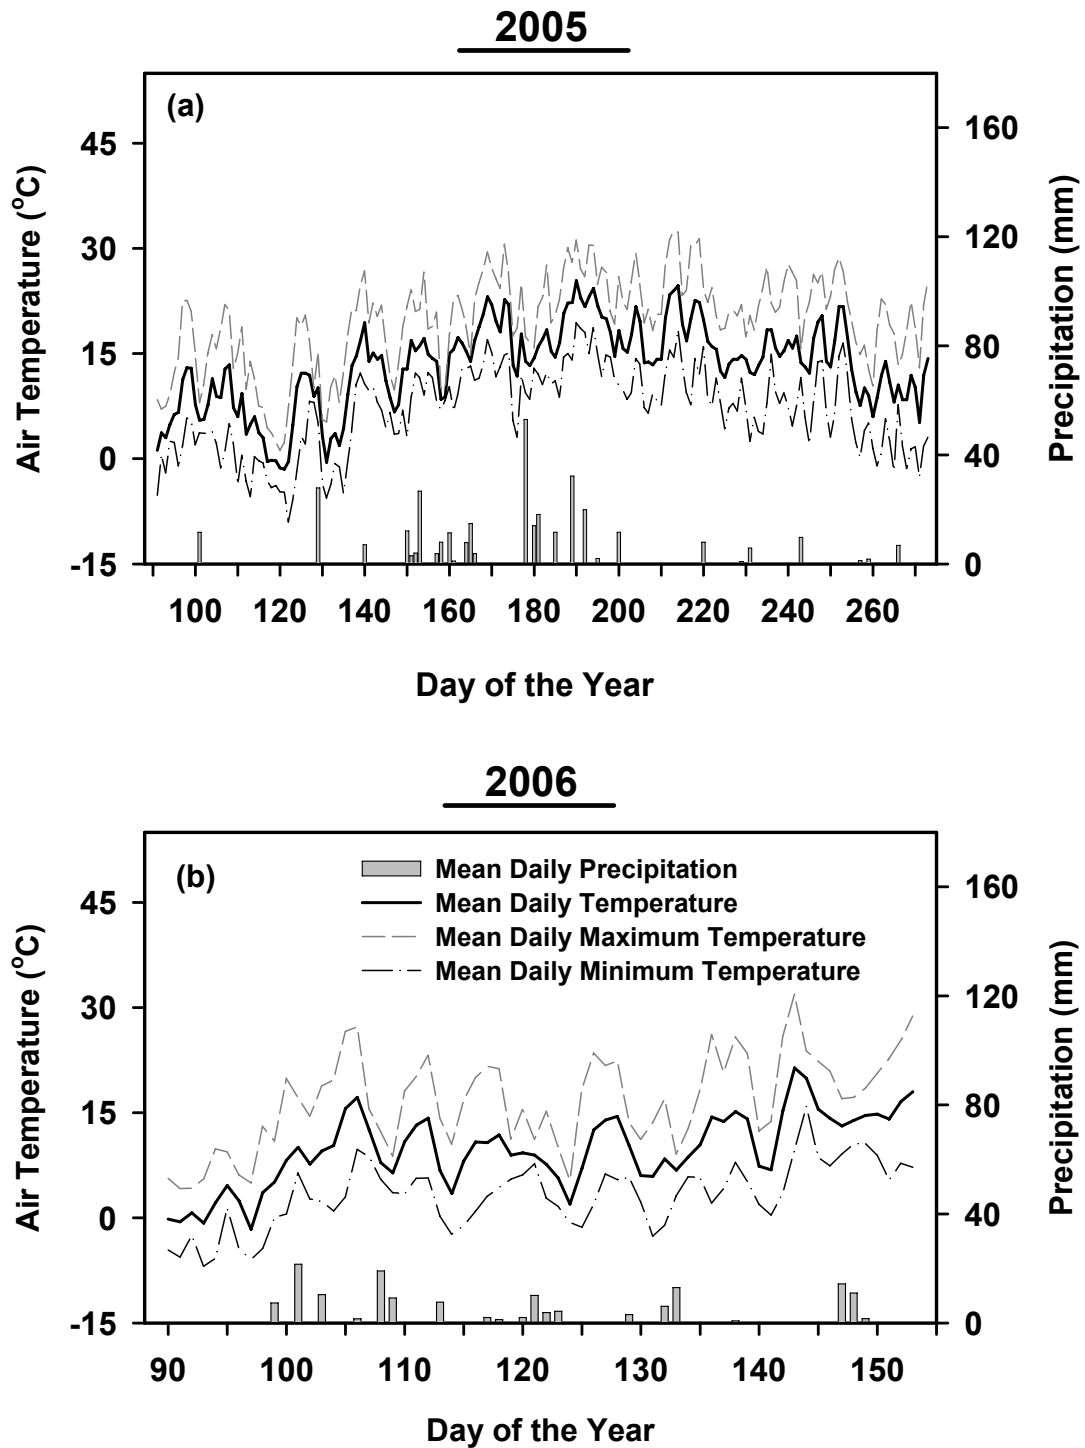 2005
(a)
45
30
15
0
-15
Air Temperature (°C)
160
120
80
40
0
Precipitation (mm)
100 120 140 160 180 200 220 240 260
Day of the Year
2006
(b)
Mean Daily Precipitation
Mean Daily Temperature
Mean Daily Maximum Temperature
Mean Daily Minimum Temperature
45
30
15
0
-15
Air Temperature (°C)
160
120
80
40
0
Precipitation (mm)
90 100 110 120 130 140 150
Day of the Year